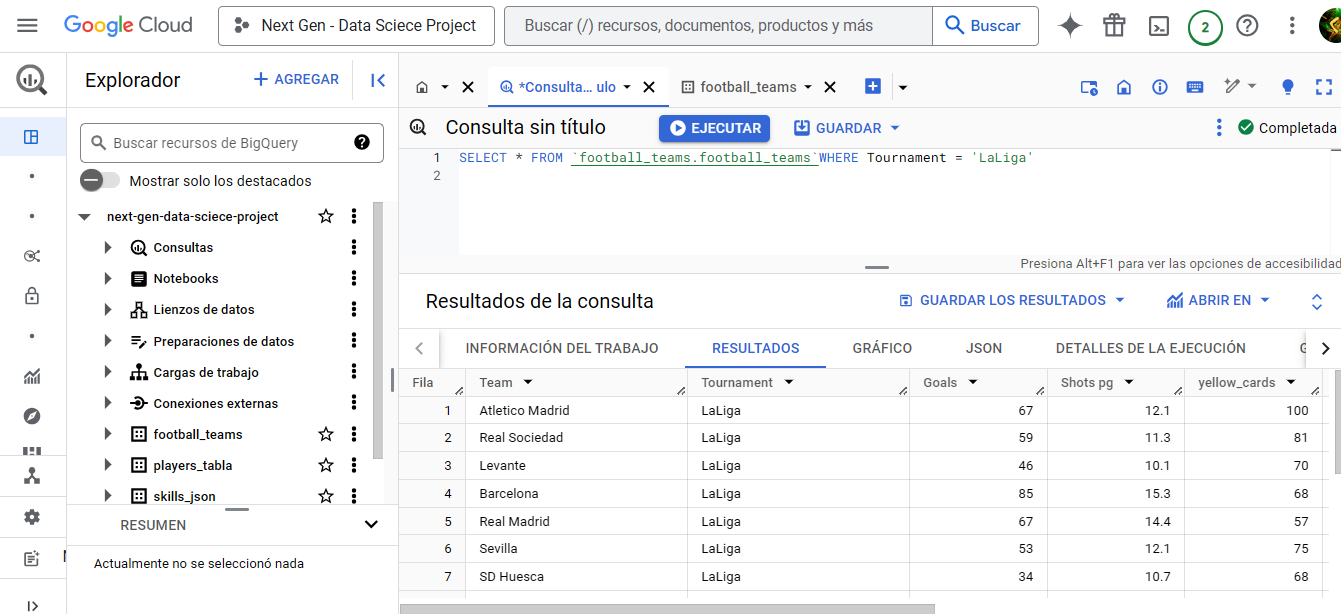 Google Cloud
Next Gen - Data Sciece Project
Buscar (/) recursos, documentos, productos y más
Buscar
2
Explorador
AGREGAR
*Consulta... ulo
football_teams
Consulta sin título
EJECUTAR
GUARDAR
Completada
Buscar recursos de BigQuery
Mostrar solo los destacados
1 SELECT * FROM `football_teams.football_teams`WHERE Tournament = 'LaLiga'
2
next-gen-data-sciece-project
Consultas
Notebooks
Lienzos de datos
Preparaciones de datos
Cargas de trabajo
Conexiones externas
football_teams
players_tabla
skills_json
RESUMEN
Actualmente no se seleccionó nada
Presiona Alt+F1 para ver las opciones de accesibilidad
Resultados de la consulta
GUARDAR LOS RESULTADOS
ABRIR EN
INFORMACIÓN DEL TRABAJO RESULTADOS GRÁFICO JSON DETALLES DE LA EJECUCIÓN
Fila Team Tournament Goals Shots pg yellow_cards
1 Atletico Madrid LaLiga 67 12.1 100
2 Real Sociedad LaLiga 59 11.3 81
3 Levante LaLiga 46 10.1 70
4 Barcelona LaLiga 85 15.3 68
5 Real Madrid LaLiga 67 14.4 57
6 Sevilla LaLiga 53 12.1 75
7 SD Huesca LaLiga 34 10.7 68